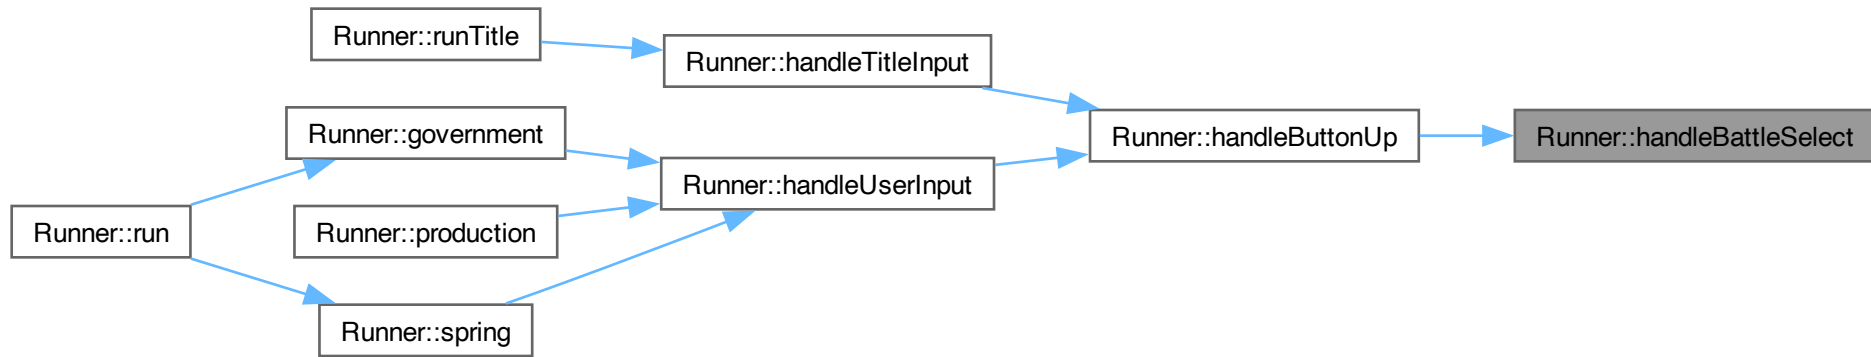 Runner::runTitle
Runner::handleTitleInput
Runner::government
Runner::handleButtonUp
Runner::handleBattleSelect
Runner::handleUserInput
Runner::run
Runner::production
Runner::spring